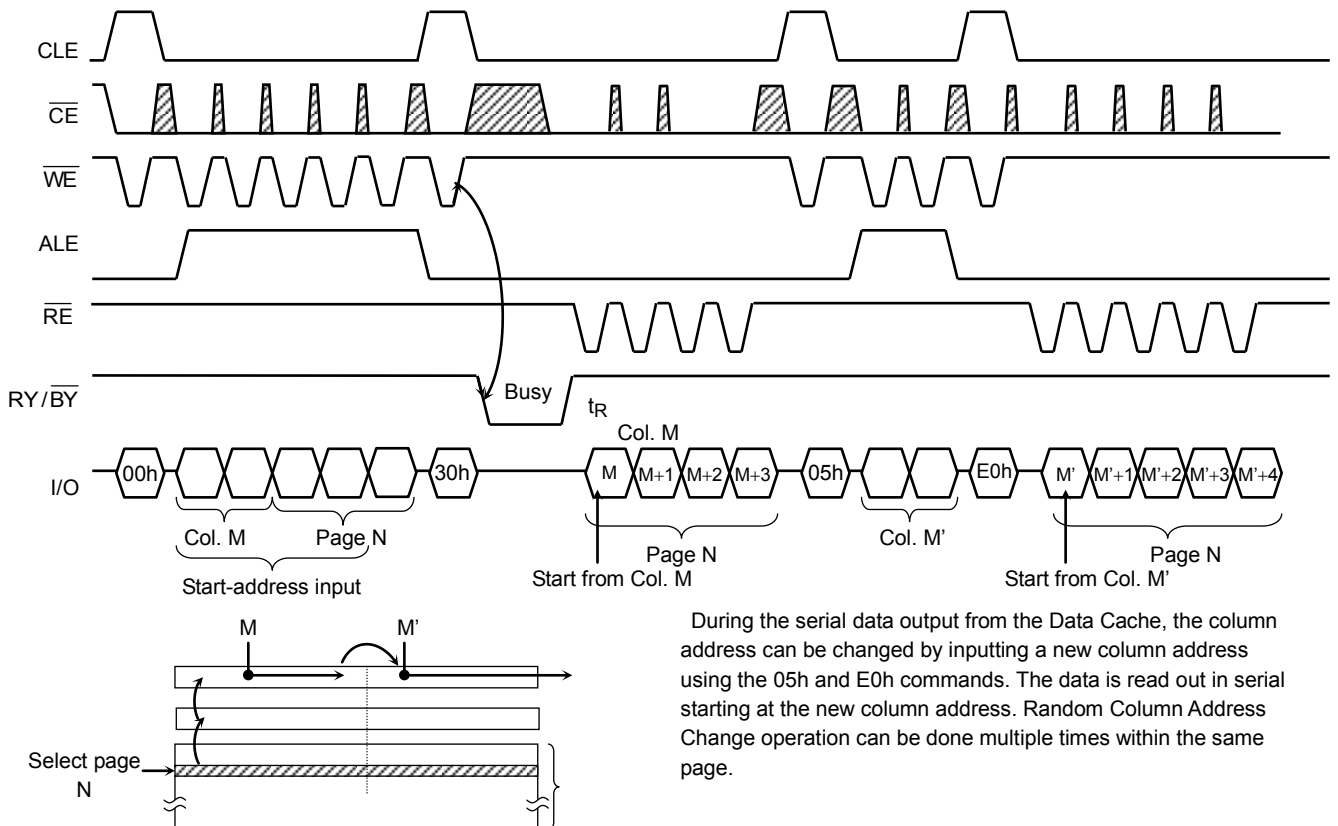 CLE
CE
WE
ALE
RE
RY/BY
Busy
tR
Col. M
I/O
00h
30h
M
M+1
M+2
M+3
05h
E0h
M'
M'+1
M'+2
M'+3
M'+4
Col. M
Page N
Start-address input
Page N
Start from Col. M
Col. M'
Page N
Start from Col. M'
M
M'
Select page
N
During the serial data output from the Data Cache, the column
address can be changed by inputting a new column address
using the 05h and E0h commands. The data is read out in serial
starting at the new column address. Random Column Address
Change operation can be done multiple times within the same
page.